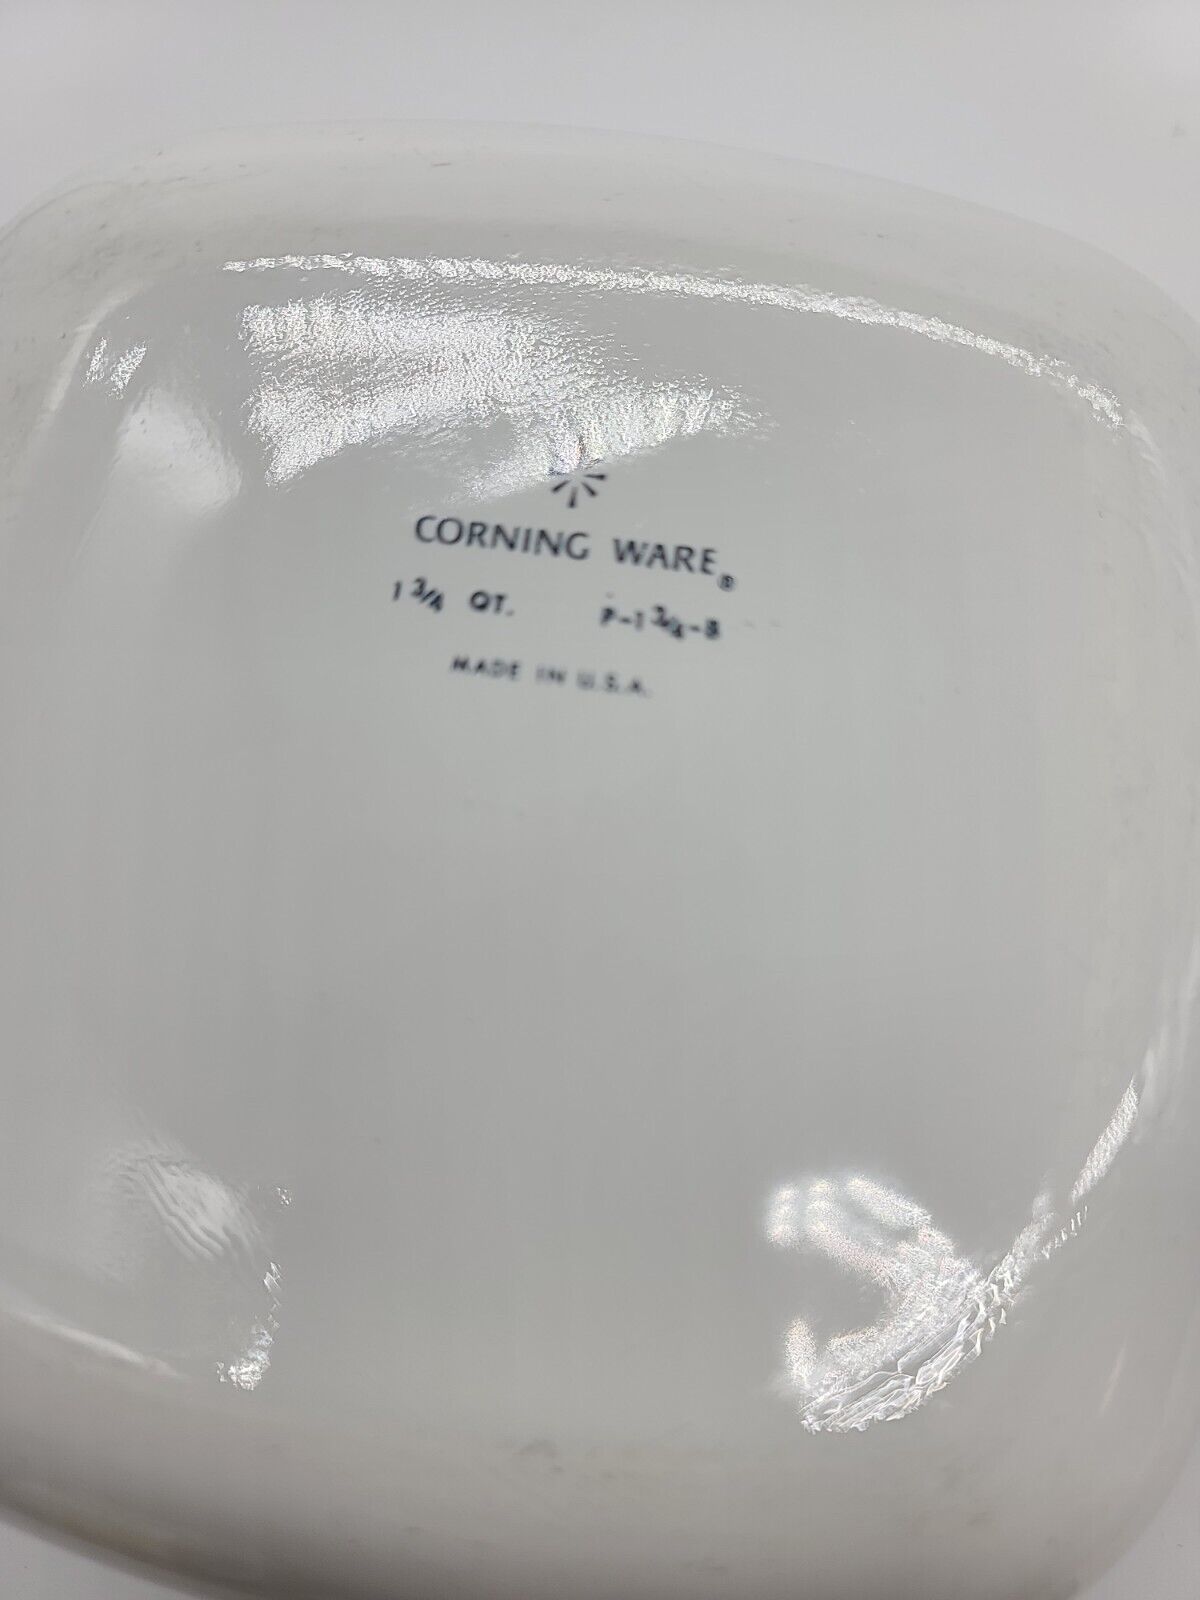 CORNING WARE®
1 3/4 QT. P-1 3/4-B
MADE IN U.S.A.